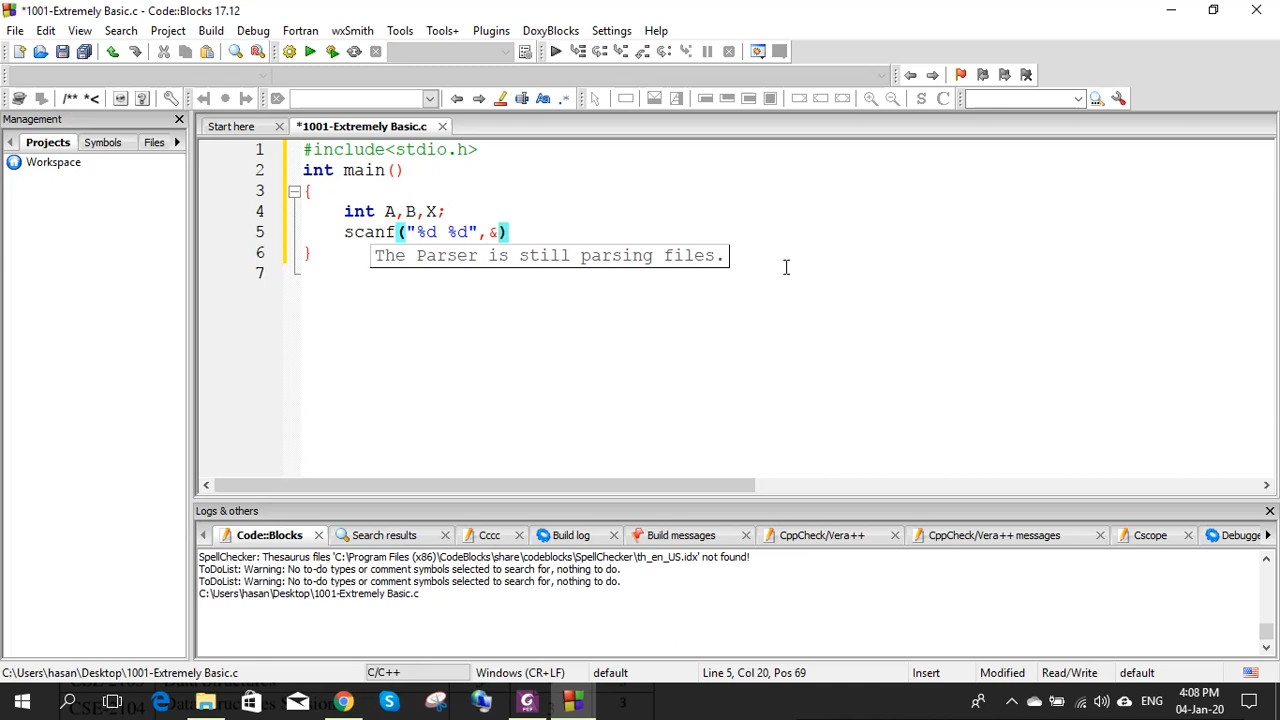 *1001-Extremely Basic.c - Code::Blocks 17.12
File Edit View Search Project Build Debug Fortran wxSmith Tools Tools+ Plugins DoxyBlocks Settings Help
/** *<
S C
Management
Projects Symbols Files
Workspace
Start here *1001-Extremely Basic.c
1 #include<stdio.h>
2 int main()
3 {
4 int A,B,X;
5 scanf("%d %d",&)
6 }
The Parser is still parsing files.
7
Logs & others
Code::Blocks Search results Cccc Build log Build messages CppCheck/Vera++ CppCheck/Vera++ messages Cscope Debugge
SpellChecker: Thesaurus files 'C:\Program Files (x86)\CodeBlocks\share\codeblocks\SpellChecker\th_en_US.idx' not found!
ToDoList: Warning: No to-do types or comment symbols selected to search for, nothing to do.
ToDoList: Warning: No to-do types or comment symbols selected to search for, nothing to do.
C:\Users\hasan\Desktop\1001-Extremely Basic.c
C:\Users\hasan\Desktop\1001-Extremely Basic.c C/C++ Windows (CR+LF) default Line 5, Col 20, Pos 69 Insert Modified Read/Write default
CSE-2104 3
ENG 4:08 PM
04-Jan-20